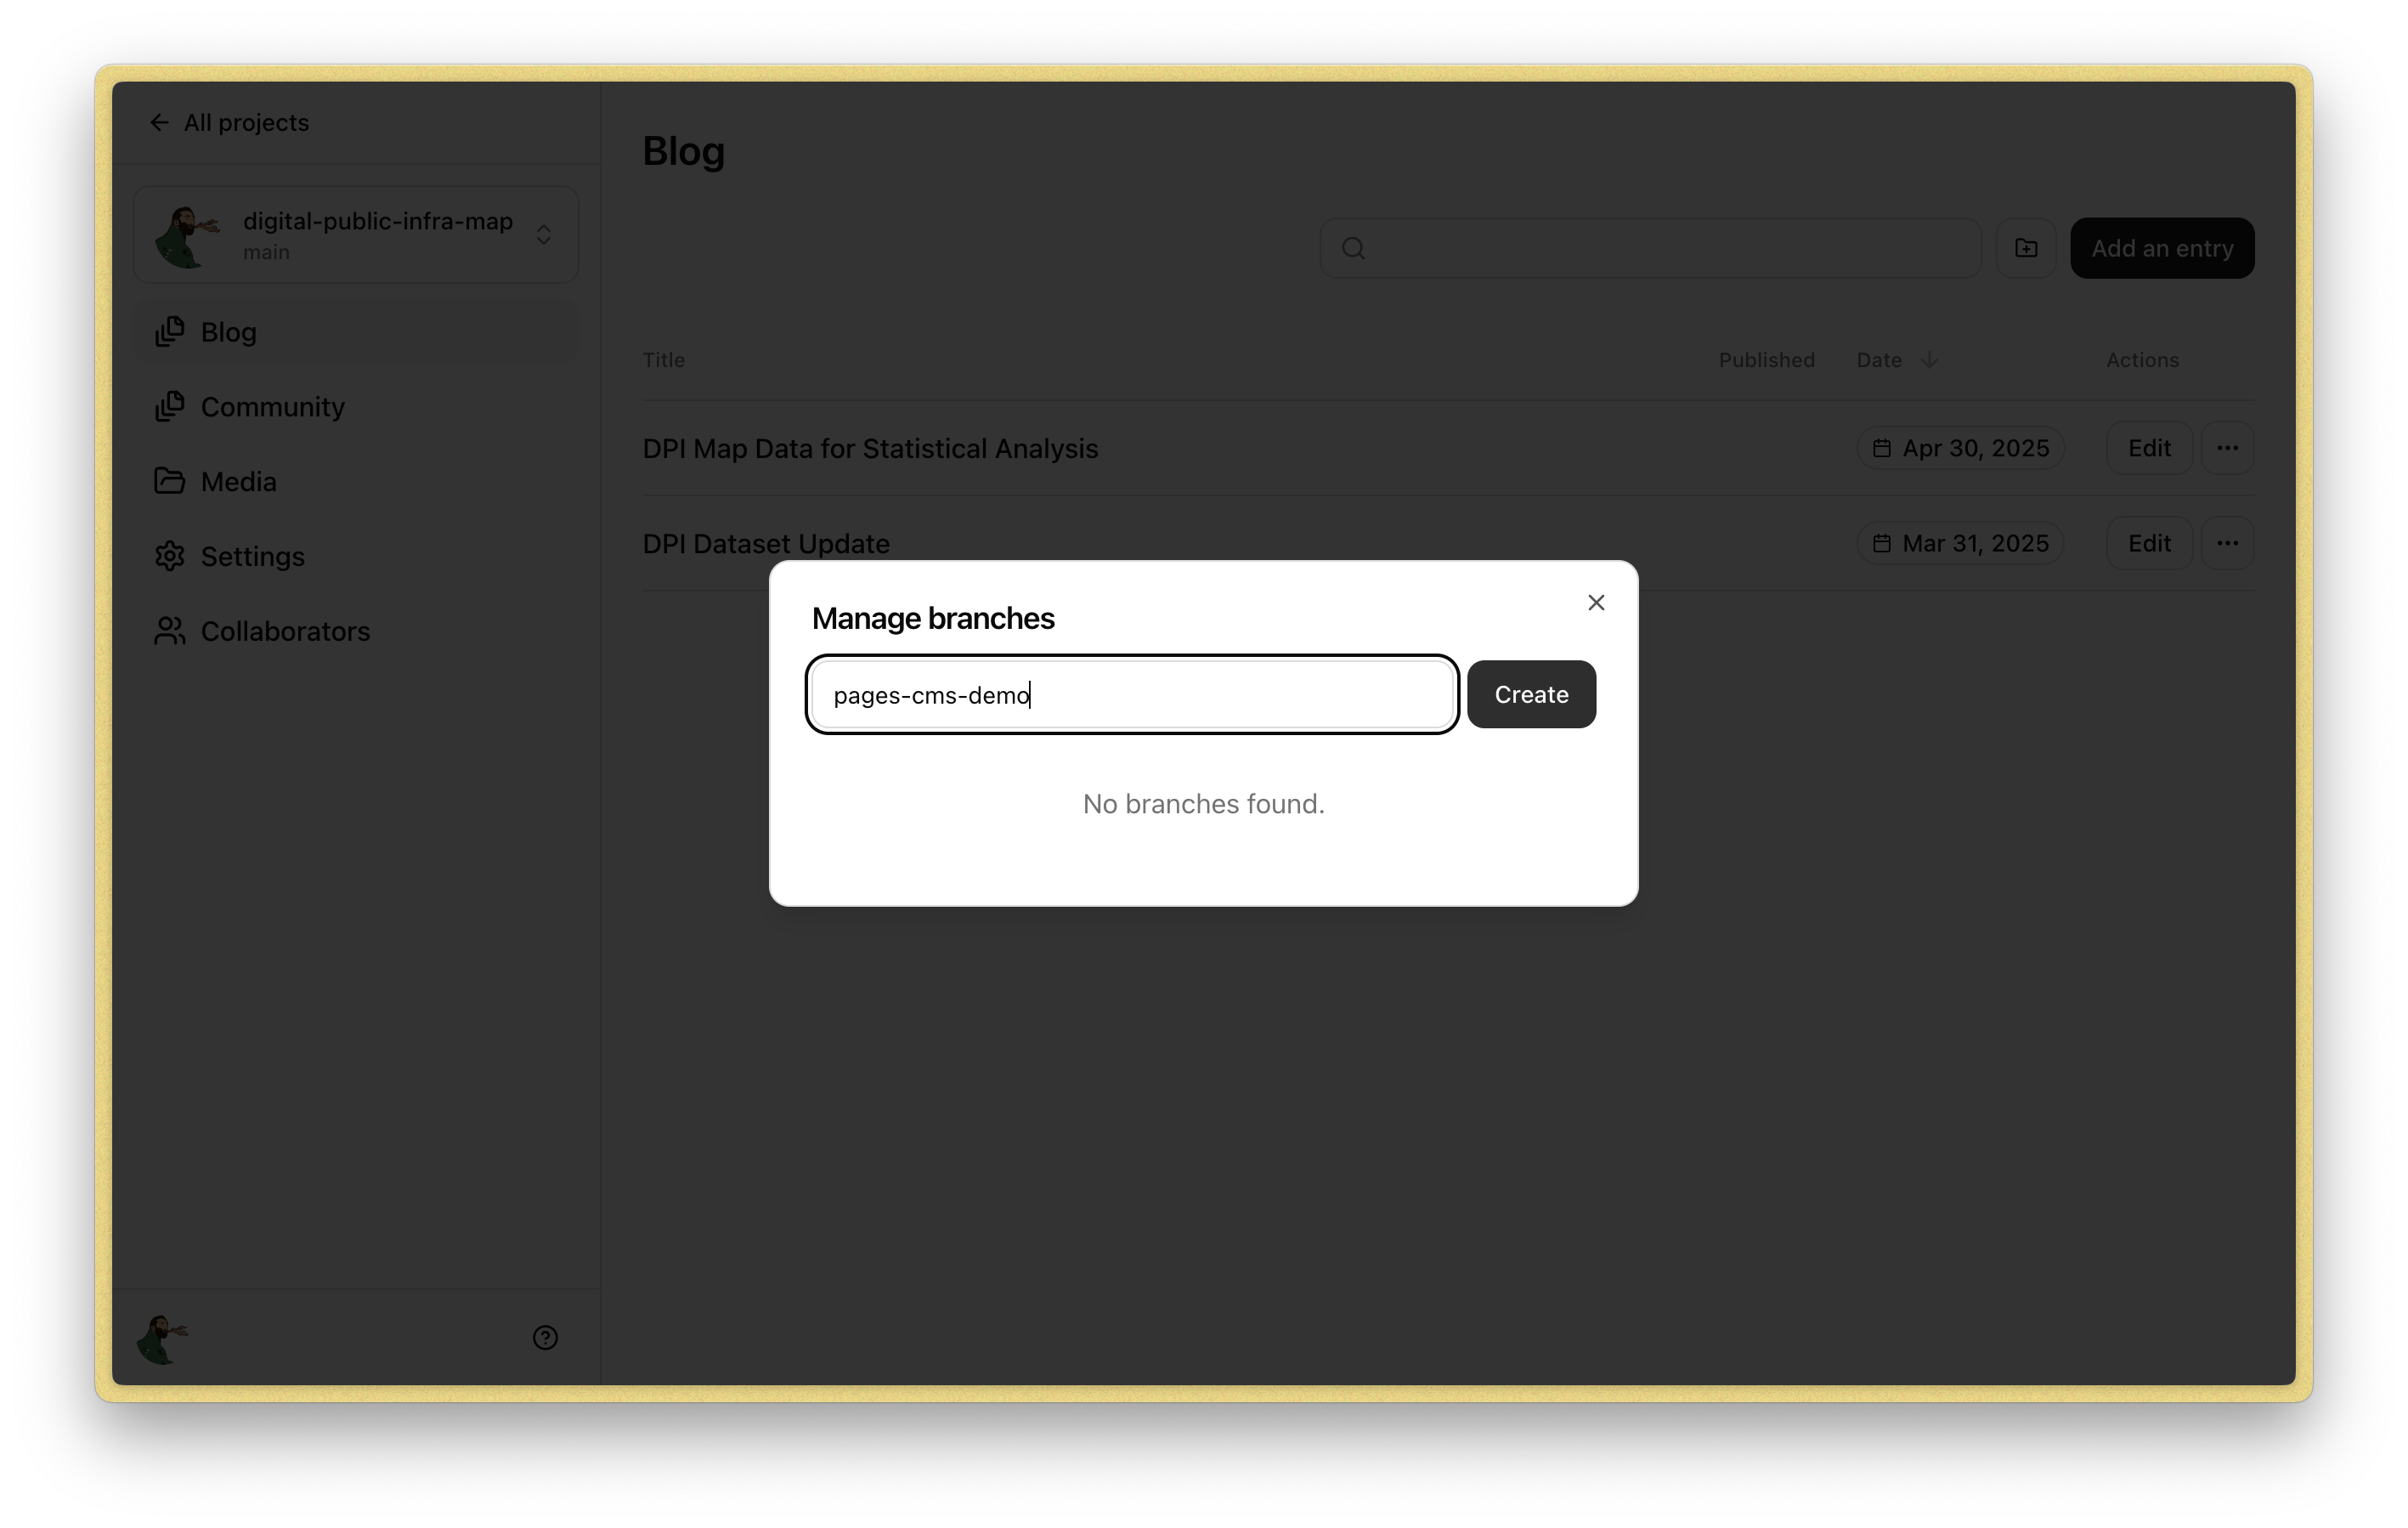 All projects
digital-public-infra-map
main
Blog
Community
Media
Settings
Collaborators
Blog
Add an entry
Title Published Date Actions
DPI Map Data for Statistical Analysis Apr 30, 2025 Edit
DPI Dataset Update Mar 31, 2025 Edit
Manage branches
pages-cms-demo Create
No branches found.